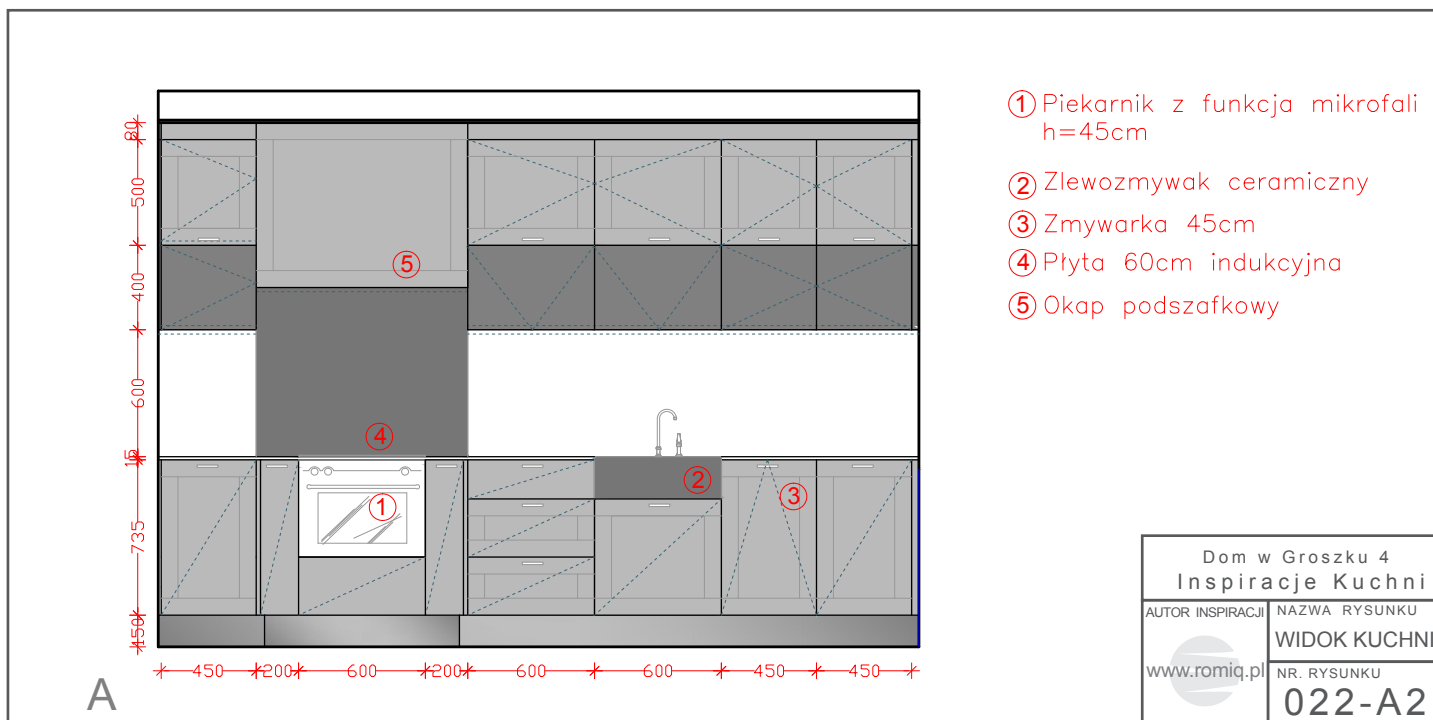 ① Piekarnik z funkcja mikrofali
h=45cm
② Zlewozmywak ceramiczny
③ Zmywarka 45cm
④ Płyta 60cm indukcyjna
⑤ Okap podszafkowy
80
500
400
600
15
735
150
5
4
1
2
3
450
200
600
200
600
600
450
450
A
Dom w Groszku 4
Inspiracje Kuchni
AUTOR INSPIRACJI
www.romiq.pl
NAZWA RYSUNKU
WIDOK KUCHNI
NR. RYSUNKU
022-A2